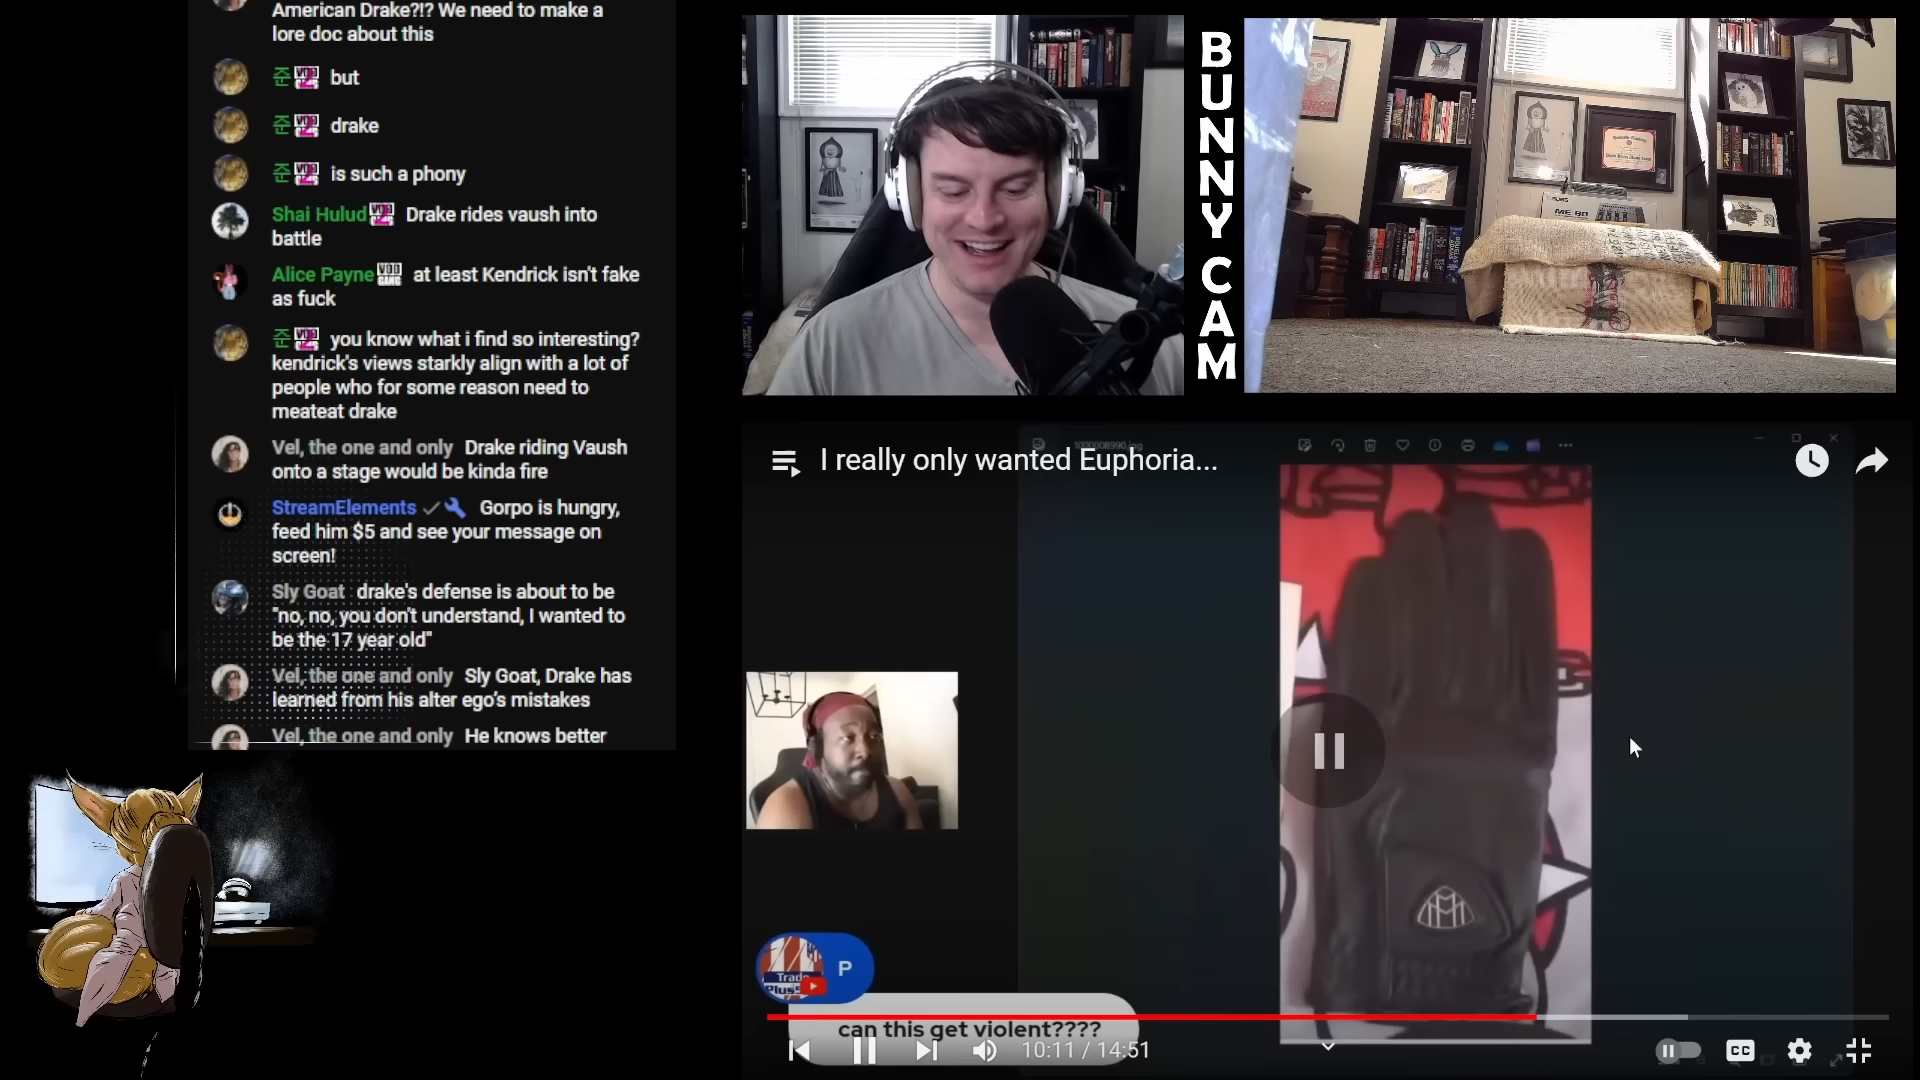 American Drake?!? We need to make a
lore doc about this
준 but
준 drake
준 is such a phony
Shai Hulud Drake rides vaush into
battle
Alice Payne VOD GANG at least Kendrick isn't fake
as fuck
준 you know what i find so interesting?
kendrick's views starkly align with a lot of
people who for some reason need to
meateat drake
Vel, the one and only Drake riding Vaush
onto a stage would be kinda fire
StreamElements Gorpo is hungry,
feed him $5 and see your message on
screen!
Sly Goat drake's defense is about to be
"no, no, you don't understand, I wanted to
be the 17 year old"
Vel, the one and only Sly Goat, Drake has
learned from his alter ego's mistakes
Vel, the one and only He knows better
BUNNY CAM
I really only wanted Euphoria...
P
can this get violent????
10:11 / 14:51
CC